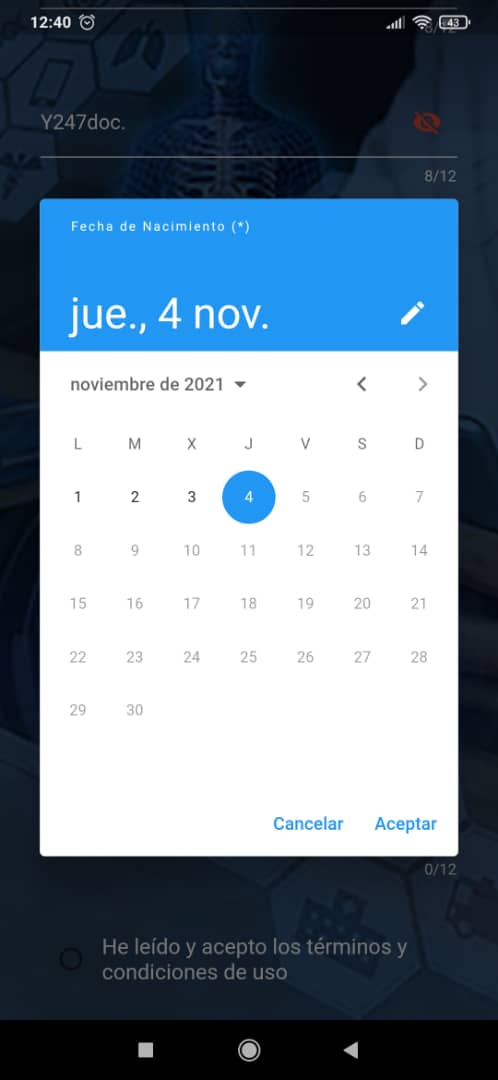 12:40
43
8/12
Y247doc.
8/12
Fecha de Nacimiento (*)
jue., 4 nov.
noviembre de 2021
L M X J V S D
1 2 3 4 5 6 7
8 9 10 11 12 13 14
15 16 17 18 19 20 21
22 23 24 25 26 27 28
29 30
Cancelar Aceptar
0/12
He leído y acepto los términos y
condiciones de uso